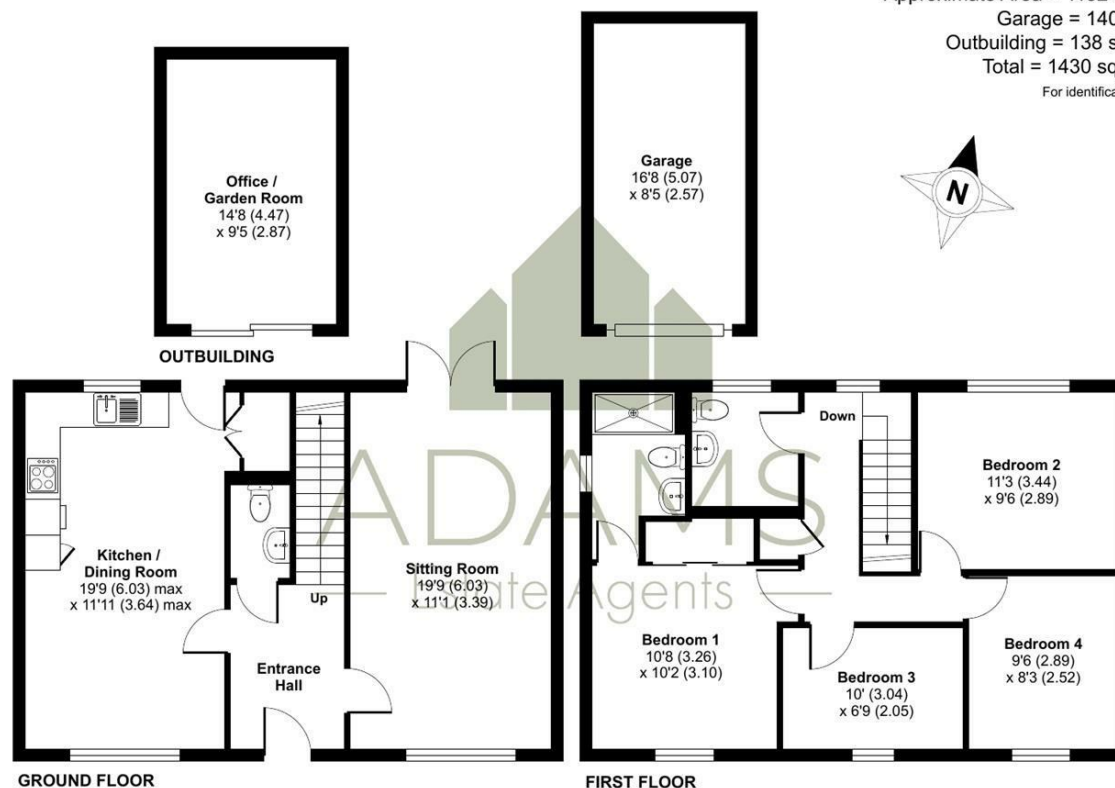 Garage = 140
Outbuilding = 138 s
Total = 1430 sq
For identifica
N
Office /
Garden Room
14'8 (4.47)
x 9'5 (2.87)
OUTBUILDING
Garage
16'8 (5.07)
x 8'5 (2.57)
ADAMS
Estate Agents
Kitchen /
Dining Room
19'9 (6.03) max
x 11'11 (3.64) max
Up
Entrance
Hall
Sitting Room
19'9 (6.03)
x 11'1 (3.39)
GROUND FLOOR
Down
Bedroom 2
11'3 (3.44)
x 9'6 (2.89)
Bedroom 1
10'8 (3.26)
x 10'2 (3.10)
Bedroom 3
10' (3.04)
x 6'9 (2.05)
Bedroom 4
9'6 (2.89)
x 8'3 (2.52)
FIRST FLOOR